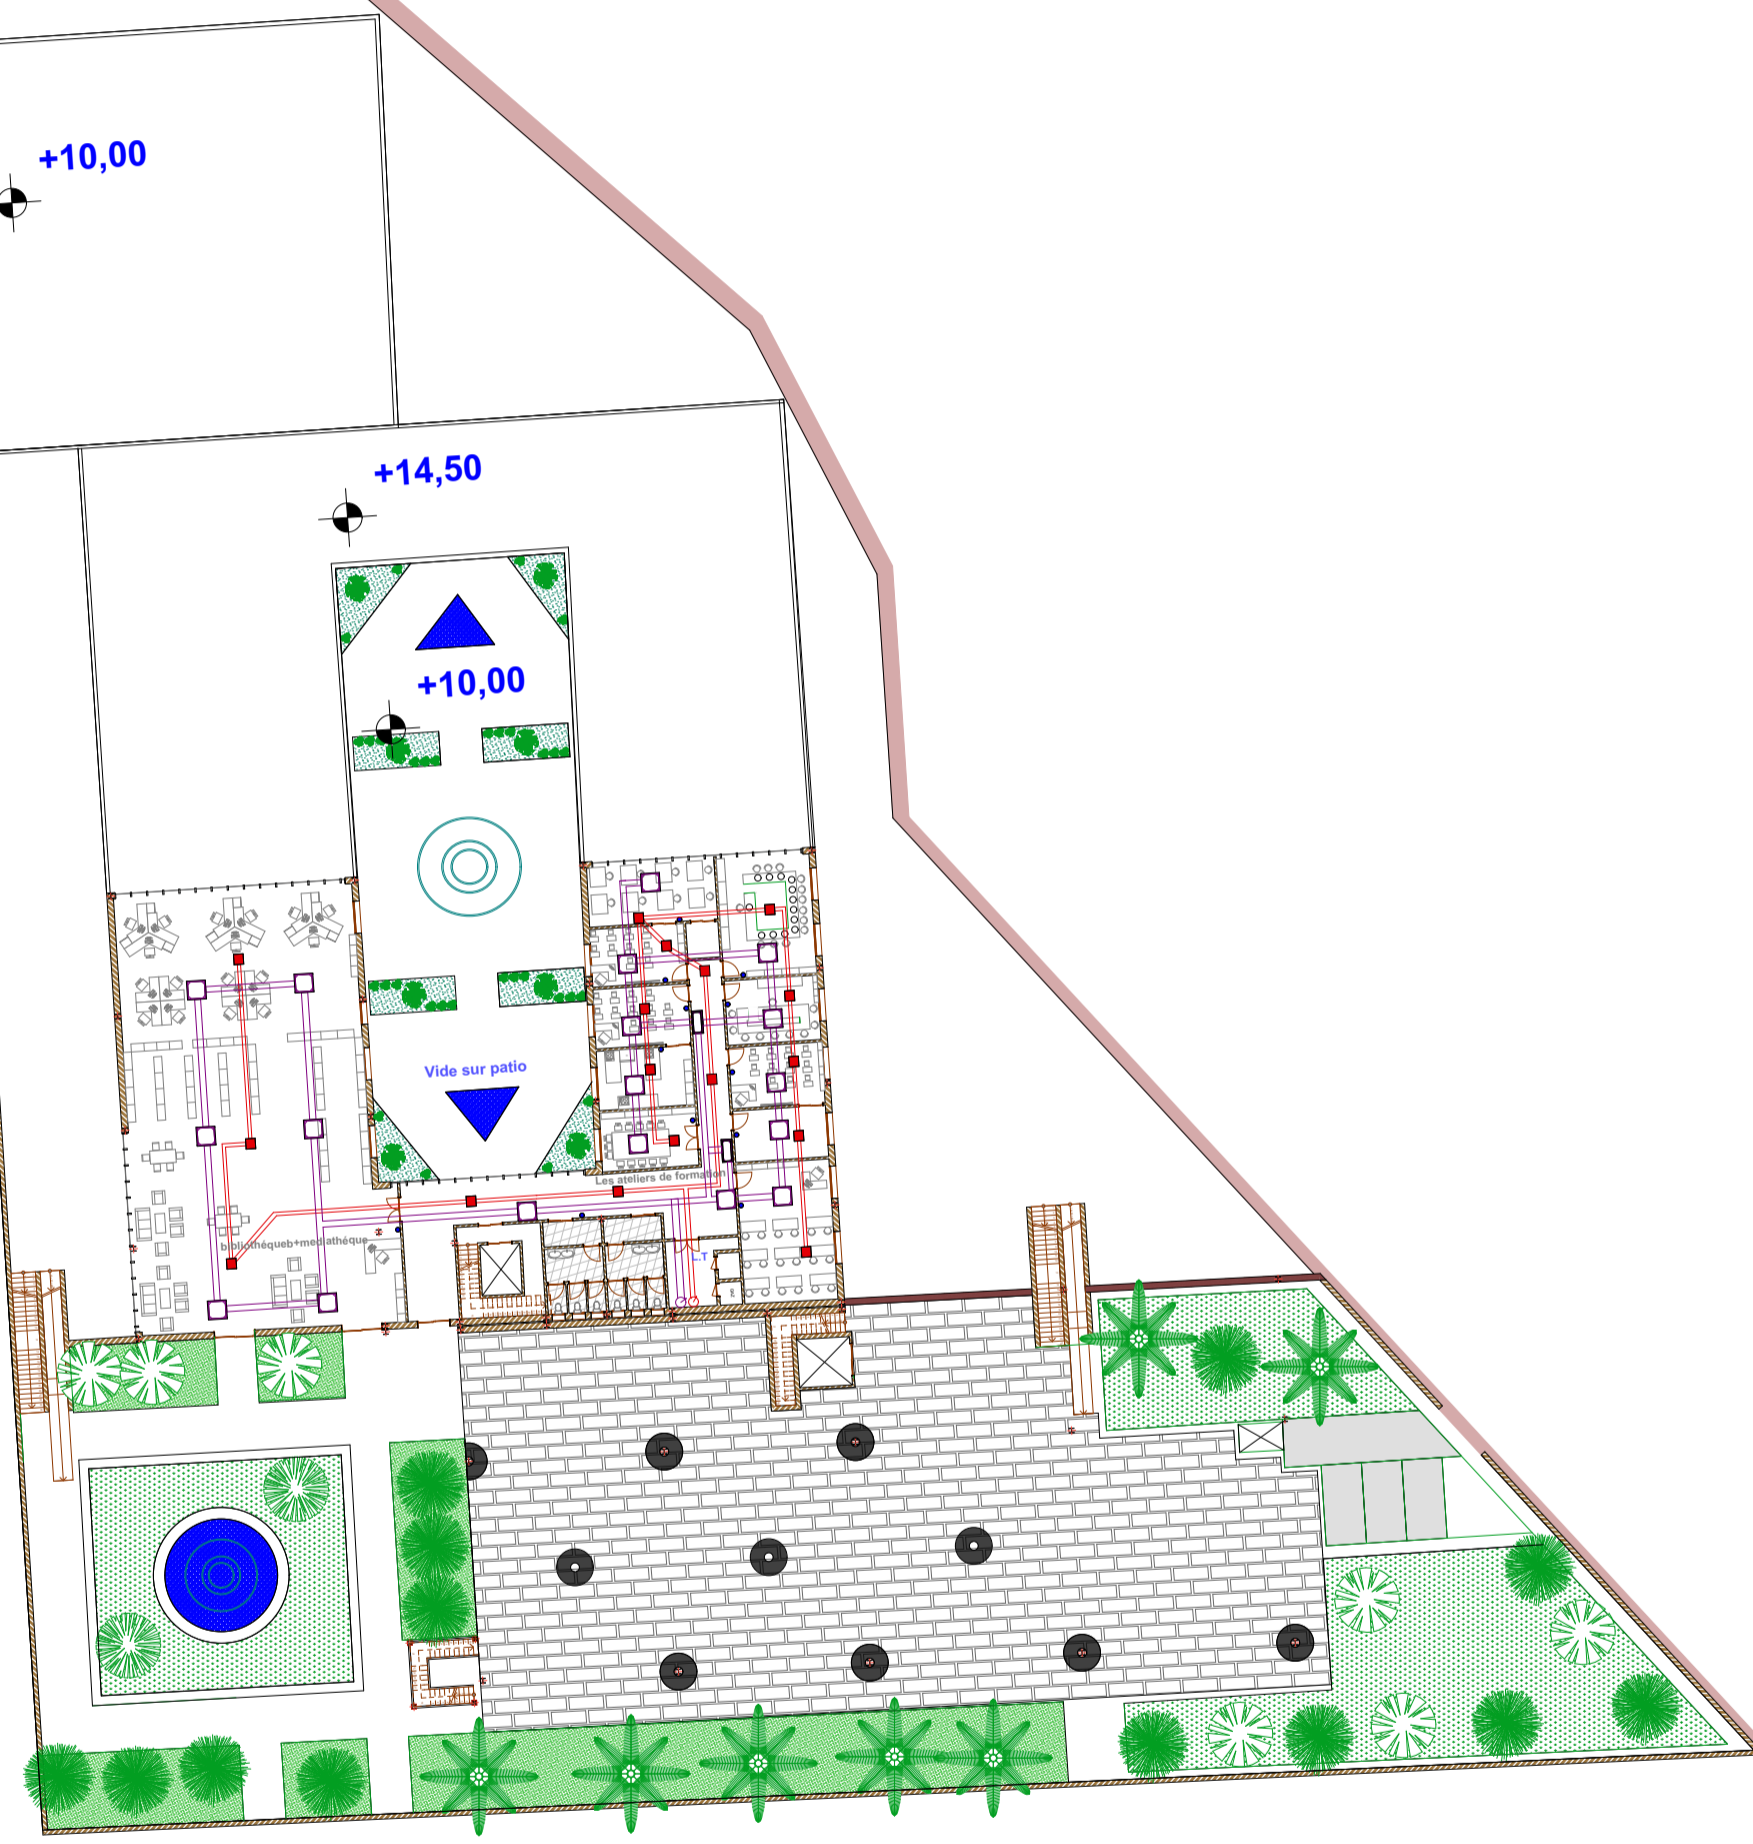 +10,00
+14,50
+10,00
Vide sur patio
Les ateliers de formation
bibliothéqueb+mediathéque
L.T